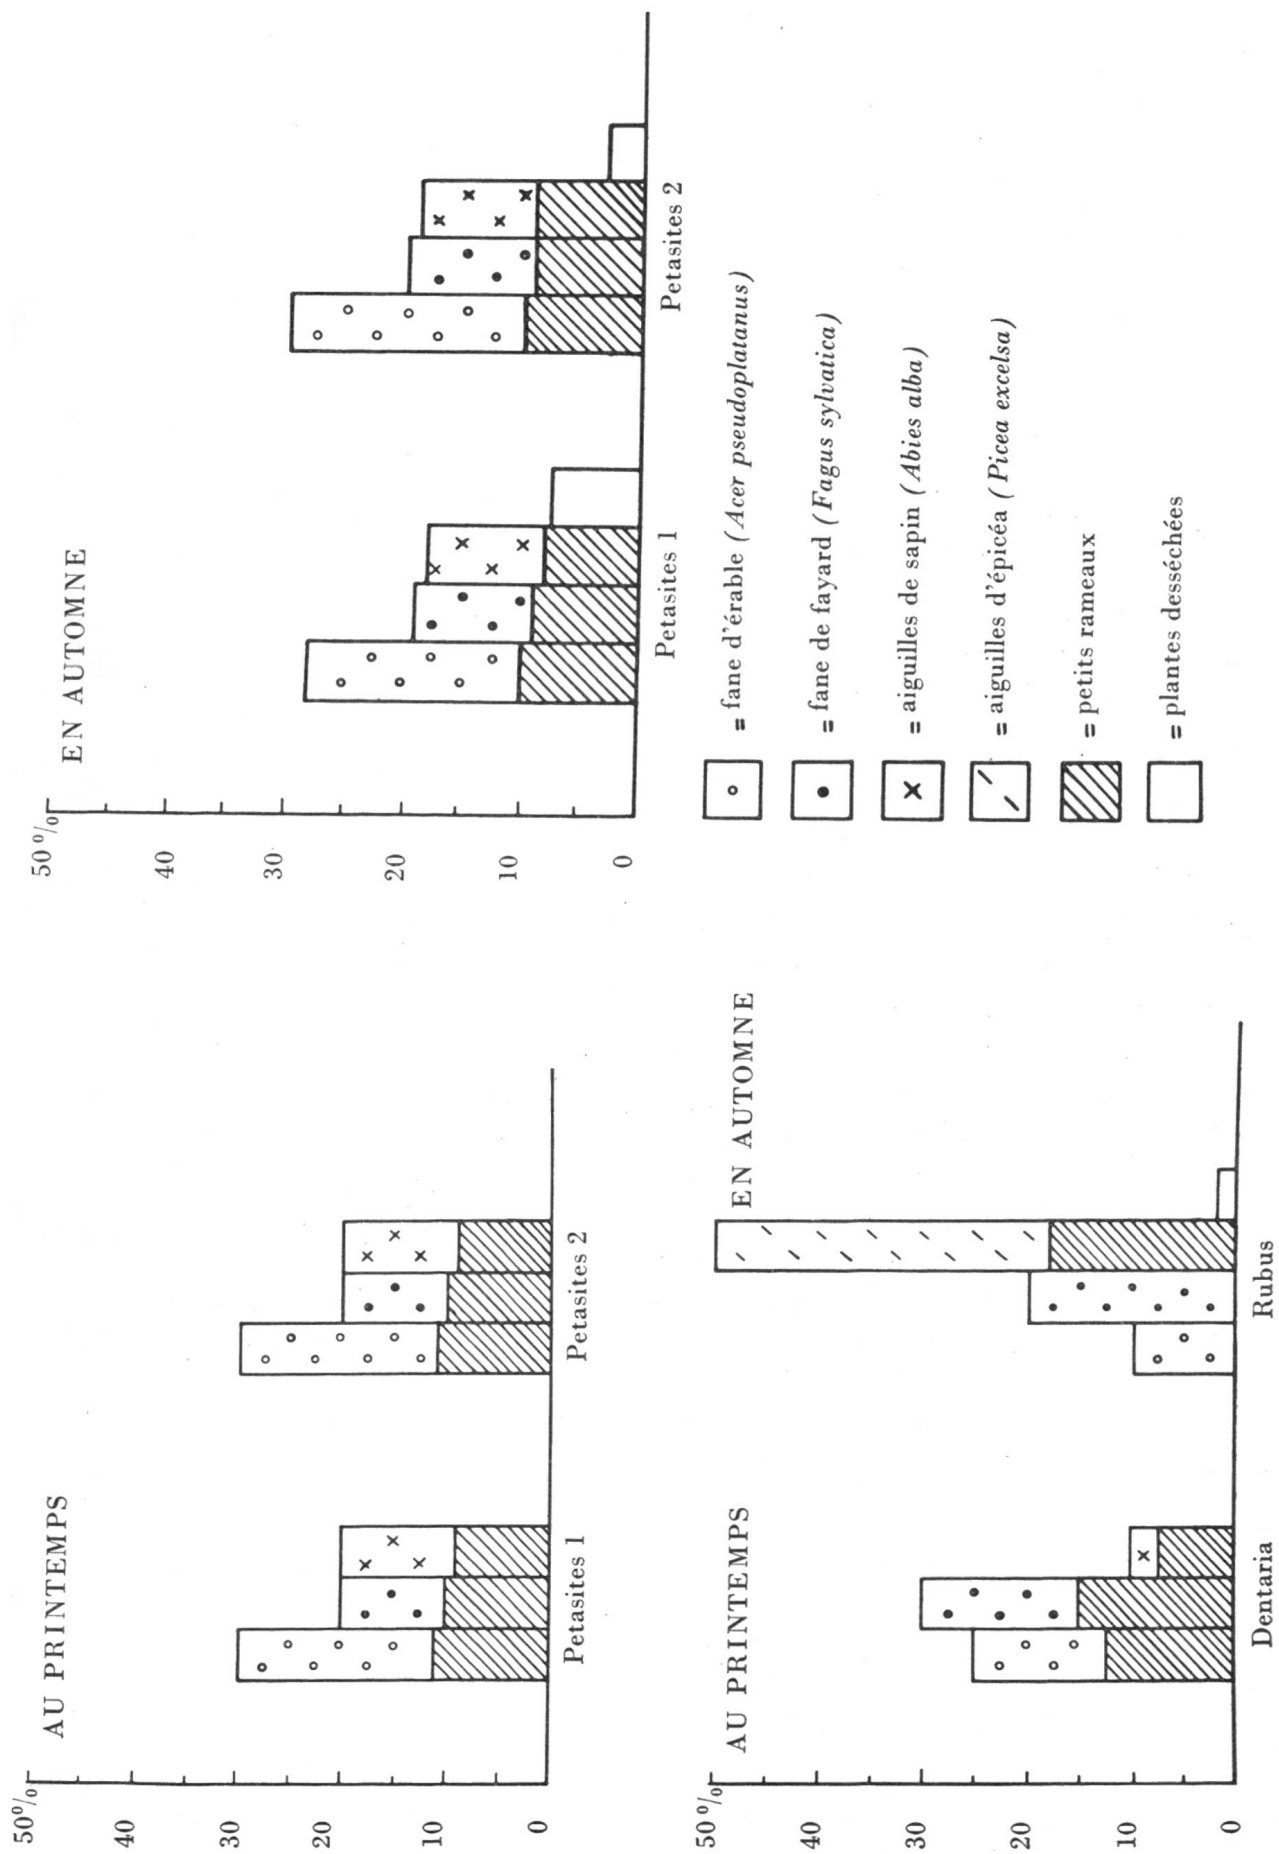 AU PRINTEMPS
50%
40
30
20
10
0
Petasites 1
Petasites 2
EN AUTOMNE
50%
40
30
20
10
0
Petasites 1
Petasites 2
AU PRINTEMPS
EN AUTOMNE
50%
40
30
20
10
0
Dentaria
Rubus
= fane d'érable (Acer pseudoplatanus)
= fane de fayard (Fagus sylvatica)
= aiguilles de sapin (Abies alba)
= aiguilles d'épicéa (Picea excelsa)
= petits rameaux
= plantes desséchées